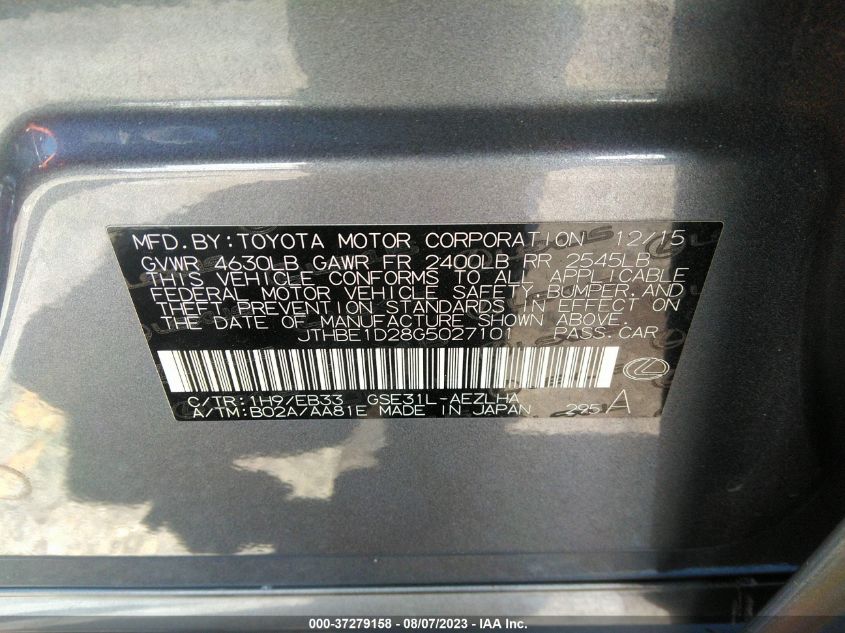 MFD. BY: TOYOTA MOTOR CORPORATION 12/15
GVWR 4630LB GAWR FR 2400LB RR 2545LB
THIS VEHICLE CONFORMS TO ALL APPLICABLE
FEDERAL MOTOR VEHICLE SAFETY, BUMPER, AND
THEFT PREVENTION STANDARDS IN EFFECT ON
THE DATE OF MANUFACTURE SHOWN ABOVE.
JTHBE1D28G5027101 PASS. CAR
C/TR: 1H9/EB33 GSE31L-AEZLHA
A/TM: B02A/AA81E MADE IN JAPAN 295 A
000-37279158 — 08/07/2023 — IAA Inc.